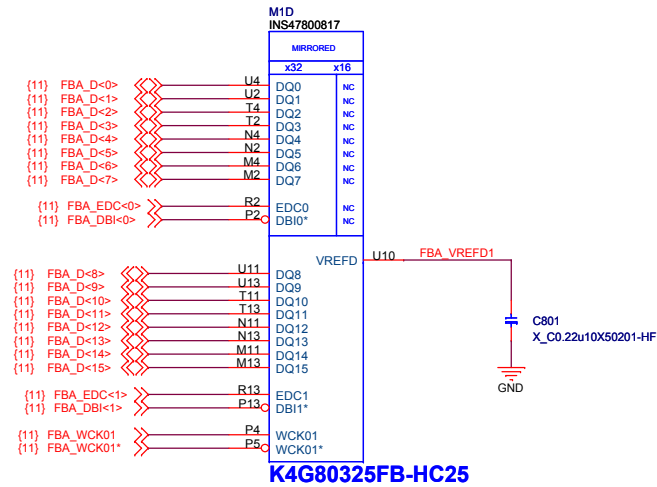 M1D
INS47800817
MIRRORED
x32 x16
{11} FBA_D<0> U4 DQ0 NC
{11} FBA_D<1> U2 DQ1 NC
{11} FBA_D<2> T4 DQ2 NC
{11} FBA_D<3> T2 DQ3 NC
{11} FBA_D<4> N4 DQ4 NC
{11} FBA_D<5> N2 DQ5 NC
{11} FBA_D<6> M4 DQ6 NC
{11} FBA_D<7> M2 DQ7 NC
{11} FBA_EDC<0> R2 EDC0 NC
{11} FBA_DBI<0> P2 DBI0* NC
VREFD U10 FBA_VREFD1
{11} FBA_D<8> U11 DQ8
{11} FBA_D<9> U13 DQ9
{11} FBA_D<10> T11 DQ10
{11} FBA_D<11> T13 DQ11
{11} FBA_D<12> N11 DQ12
{11} FBA_D<13> N13 DQ13
{11} FBA_D<14> M11 DQ14
{11} FBA_D<15> M13 DQ15
C801
X_C0.22u10X50201-HF
GND
{11} FBA_EDC<1> R13 EDC1
{11} FBA_DBI<1> P13 DBI1*
{11} FBA_WCK01 P4 WCK01
{11} FBA_WCK01* P5 WCK01*
K4G80325FB-HC25